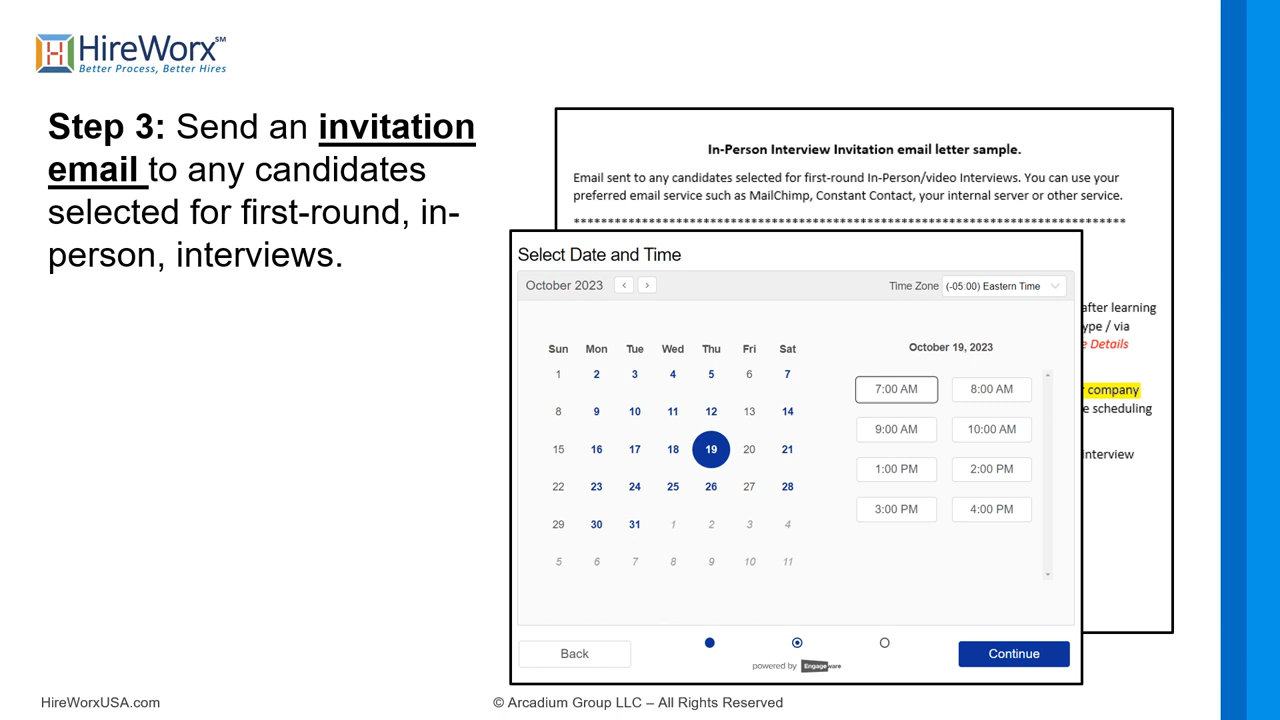 HireWorx℠
Better Process, Better Hires
Step 3: Send an invitation
email to any candidates
selected for first-round, in-
person, interviews.
In-Person Interview Invitation email letter sample.
Email sent to any candidates selected for first-round In-Person/video Interviews. You can use your
preferred email service such as MailChimp, Constant Contact, your internal server or other service.
********************************************************************************
after learning
ype / via
e Details
r company
e scheduling
nterview
Select Date and Time
October 2023 < > Time Zone (-05:00) Eastern Time
October 19, 2023
Sun Mon Tue Wed Thu Fri Sat
1 2 3 4 5 6 7
8 9 10 11 12 13 14
15 16 17 18 19 20 21
22 23 24 25 26 27 28
29 30 31 1 2 3 4
5 6 7 8 9 10 11
7:00 AM 8:00 AM
9:00 AM 10:00 AM
1:00 PM 2:00 PM
3:00 PM 4:00 PM
Back
Continue
powered by Engageware
HireWorxUSA.com
© Arcadium Group LLC – All Rights Reserved